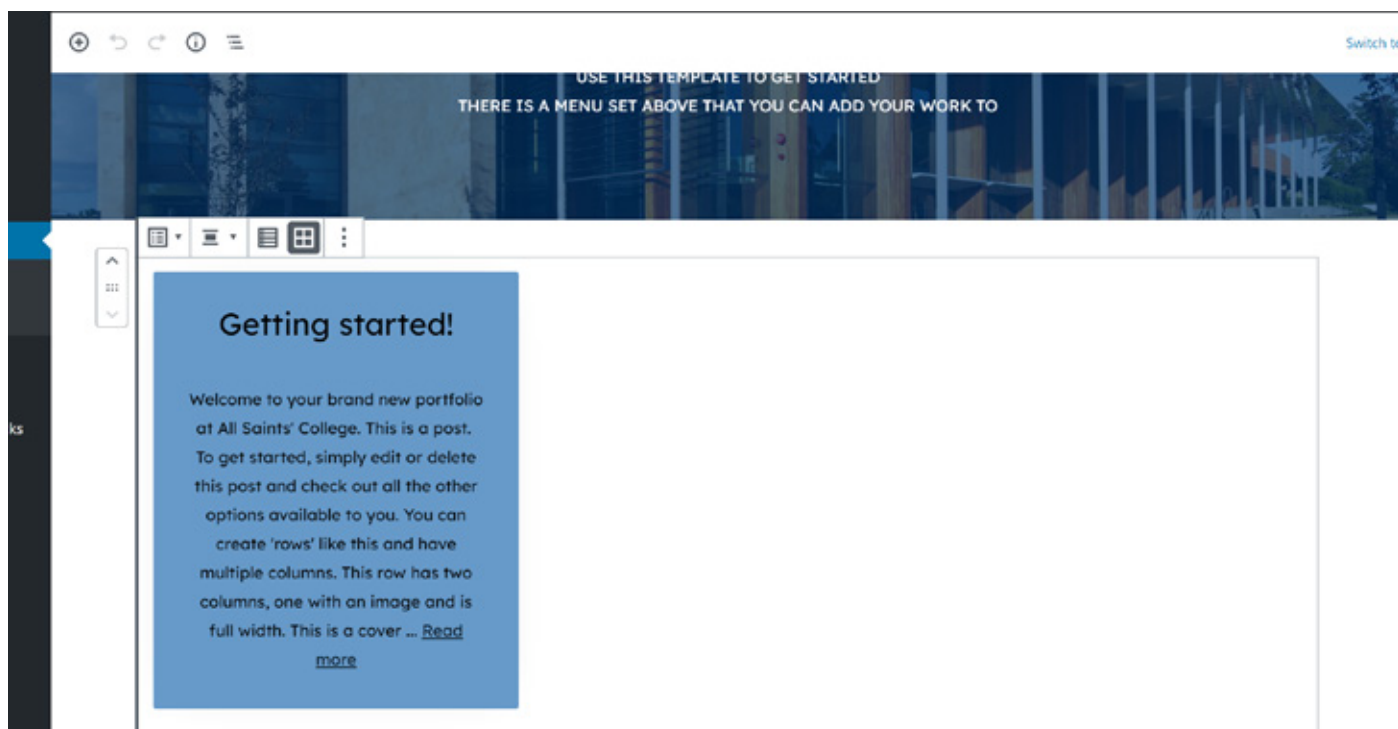 Switch to
USE THIS TEMPLATE TO GET STARTED
THERE IS A MENU SET ABOVE THAT YOU CAN ADD YOUR WORK TO
Getting started!
Welcome to your brand new portfolio
at All Saints' College. This is a post.
To get started, simply edit or delete
this post and check out all the other
options available to you. You can
create 'rows' like this and have
multiple columns. This row has two
columns, one with an image and is
full width. This is a cover ... Read
more
ks